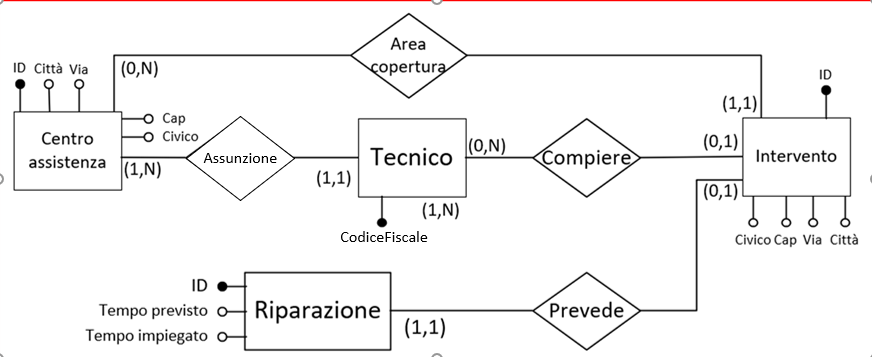 Area
copertura
ID Città Via
(0,N)
ID
(1,1)
Cap
Civico
Centro
assistenza
Assunzione
Tecnico
(0,N)
Compiere
(0,1)
Intervento
(1,N)
(1,1)
(0,1)
(1,N)
CodiceFiscale
Civico Cap Via Città
ID
Tempo previsto
Tempo impiegato
Riparazione
(1,1)
Prevede